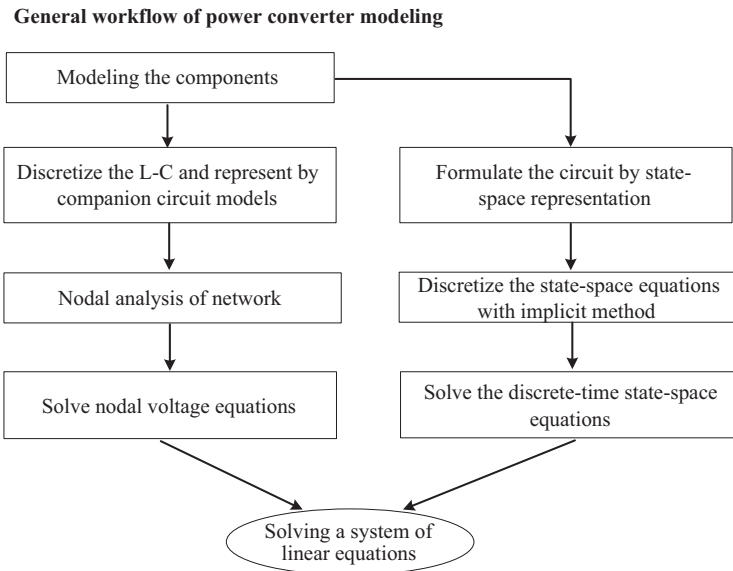 General workflow of power converter modeling
Modeling the components
Discretize the L-C and represent by
companion circuit models
Nodal analysis of network
Solve nodal voltage equations
Formulate the circuit by state-
space representation
Discretize the state-space equations
with implicit method
Solve the discrete-time state-space
equations
Solving a system of
linear equations